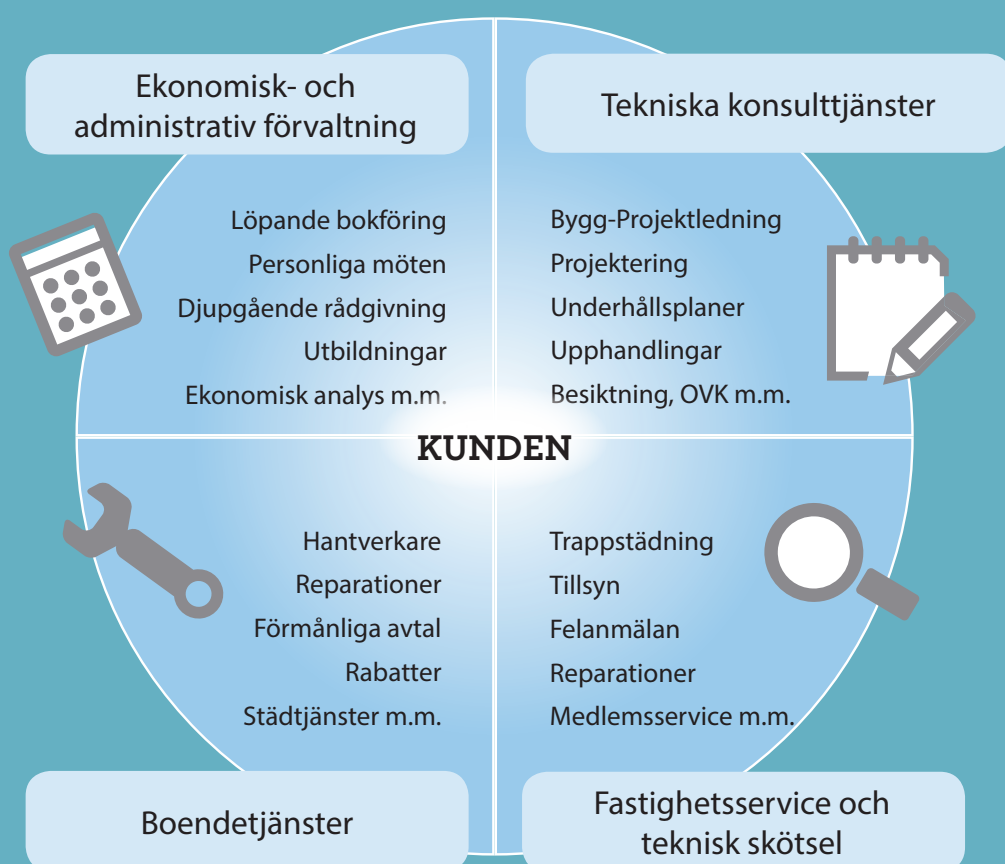 Ekonomisk- och
administrativ förvaltning
Löpande bokföring
Personliga möten
Djupgående rådgivning
Utbildningar
Ekonomisk analys m.m.
Tekniska konsulttjänster
Bygg-Projektledning
Projektering
Underhållsplaner
Upphandlingar
Besiktning, OVK m.m.
KUNDEN
Hantverkare
Reparationer
Förmånliga avtal
Rabatter
Städtjänster m.m.
Boendetjänster
Trappstädning
Tillsyn
Felanmälan
Reparationer
Medlemsservice m.m.
Fastighetsservice och
teknisk skötsel